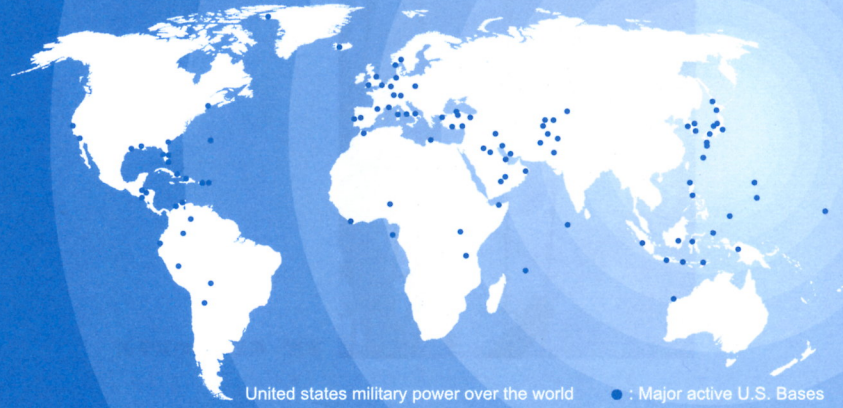 United states military power over the world ● : Major active U.S. Bases